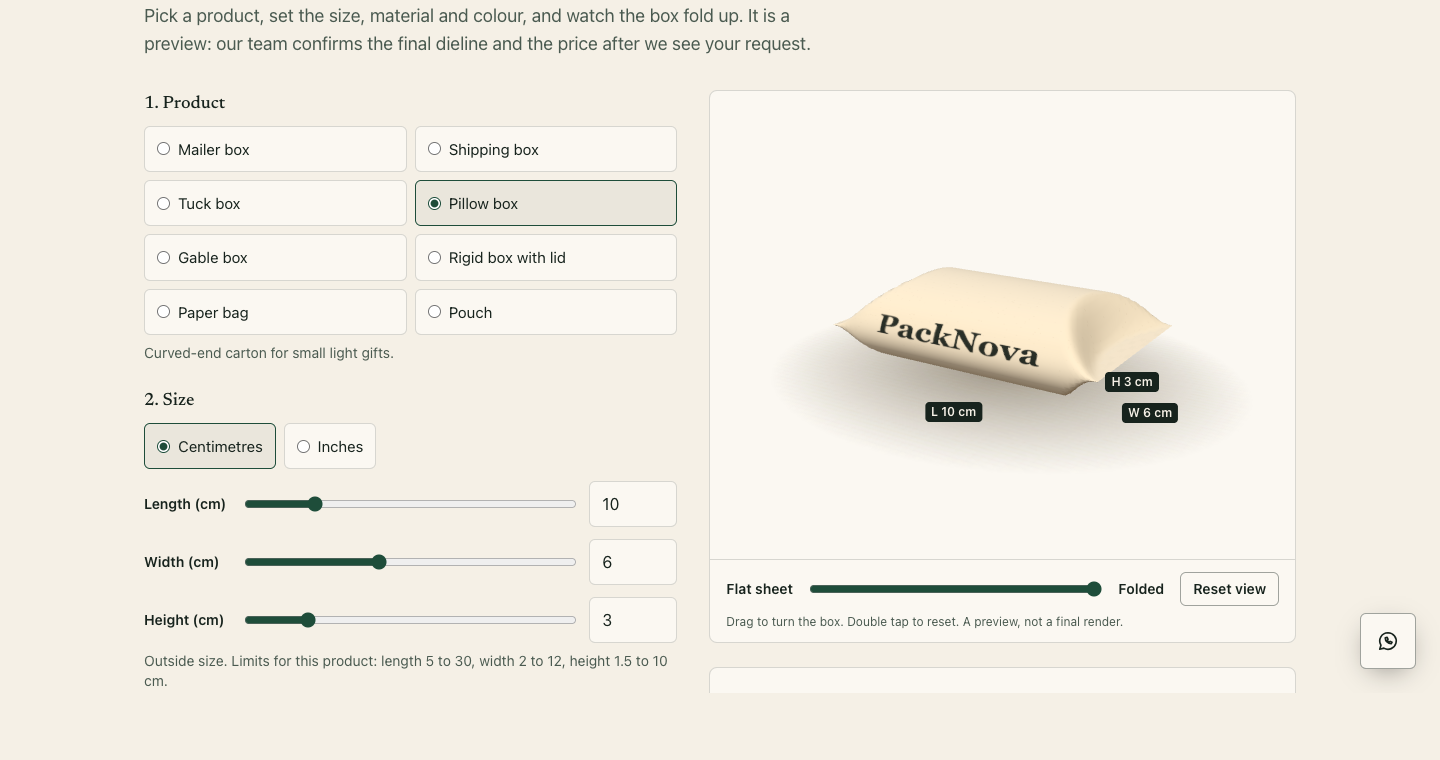 Pick a product, set the size, material and colour, and watch the box fold up. It is a
preview: our team confirms the final dieline and the price after we see your request.
1. Product
Mailer box
Shipping box
Tuck box
Pillow box
Gable box
Rigid box with lid
Paper bag
Pouch
Curved-end carton for small light gifts.
2. Size
Centimetres
Inches
Length (cm)
10
Width (cm)
6
Height (cm)
3
Outside size. Limits for this product: length 5 to 30, width 2 to 12, height 1.5 to 10
cm.
PackNova
H 3 cm
L 10 cm
W 6 cm
Flat sheet
Folded
Reset view
Drag to turn the box. Double tap to reset. A preview, not a final render.